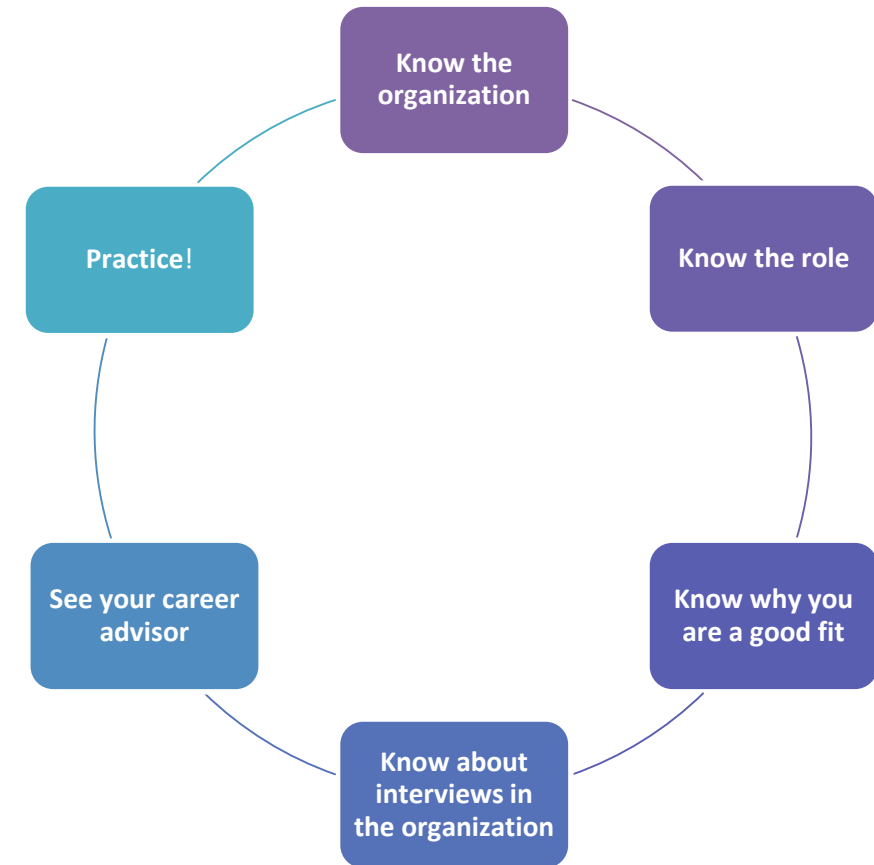 Know the
organization
Know the role
Know why you
are a good fit
Know about
interviews in
the organization
See your career
advisor
Practice!